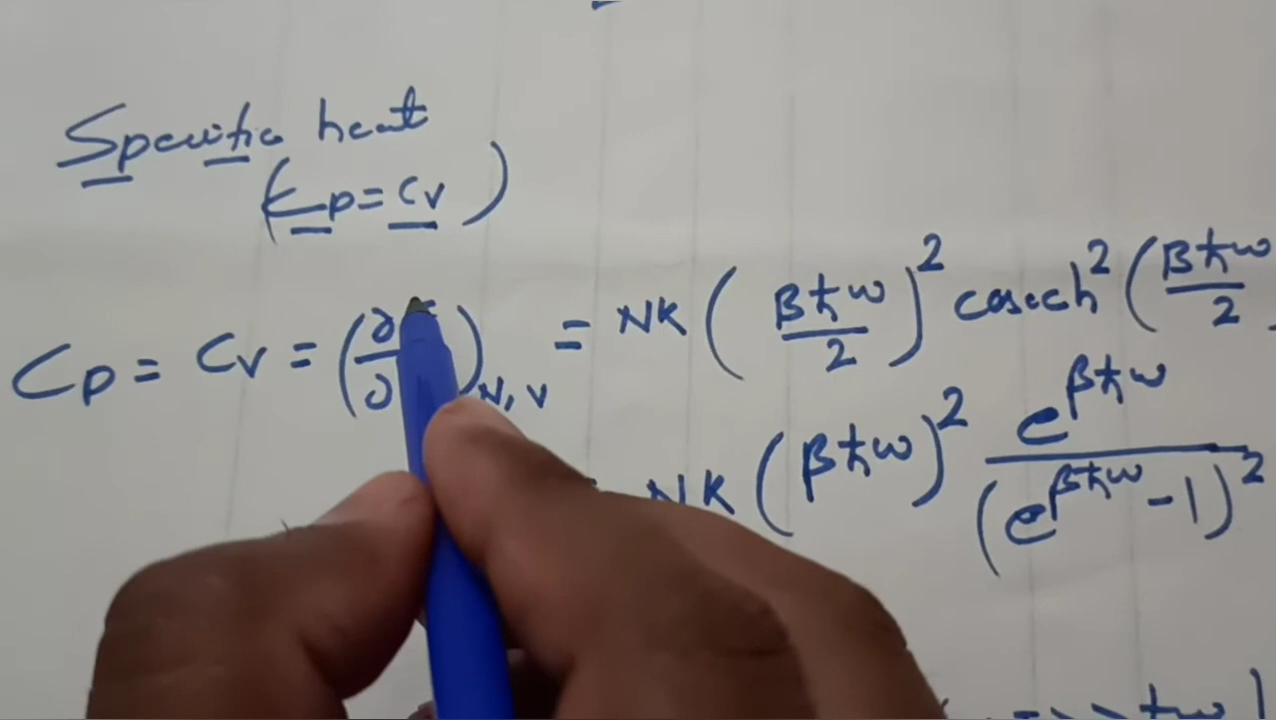 Specific heat
(Cp = Cv)
Cp = Cv = (∂ / ∂ )N, V = NK (βħω/2)² cosech² (βħω/2
NK (βħω)² e^βħω / (e^βħω - 1)²